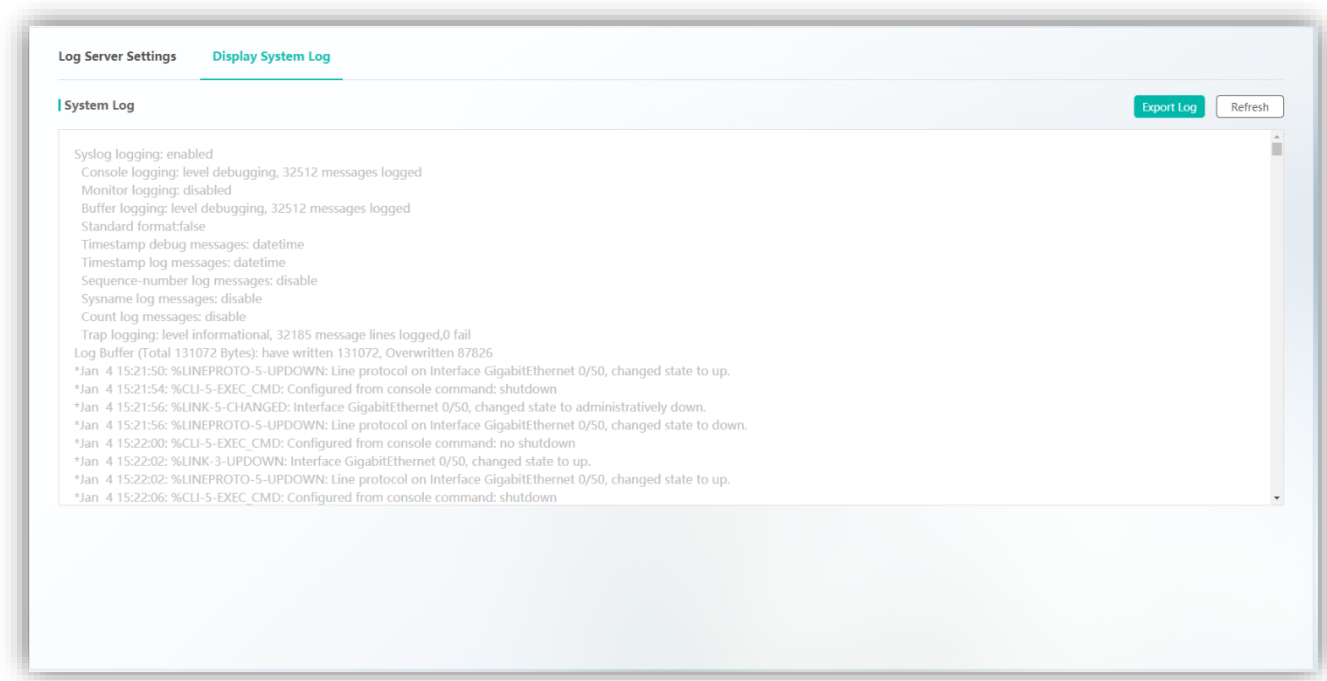 Log Server Settings Display System Log
System Log Export Log Refresh
Syslog logging: enabled
Console logging: level debugging, 32512 messages logged
Monitor logging: disabled
Buffer logging: level debugging, 32512 messages logged
Standard format:false
Timestamp debug messages: datetime
Timestamp log messages: datetime
Sequence-number log messages: disable
Sysname log messages: disable
Count log messages: disable
Trap logging: level informational, 32185 message lines logged,0 fail
Log Buffer (Total 131072 Bytes): have written 131072, Overwritten 87826
*Jan 4 15:21:50: %LINEPROTO-5-UPDOWN: Line protocol on Interface GigabitEthernet 0/50, changed state to up.
*Jan 4 15:21:54: %CLI-5-EXEC_CMD: Configured from console command: shutdown
*Jan 4 15:21:56: %LINK-5-CHANGED: Interface GigabitEthernet 0/50, changed state to administratively down.
*Jan 4 15:21:56: %LINEPROTO-5-UPDOWN: Line protocol on Interface GigabitEthernet 0/50, changed state to down.
*Jan 4 15:22:00: %CLI-5-EXEC_CMD: Configured from console command: no shutdown
*Jan 4 15:22:02: %LINK-3-UPDOWN: Interface GigabitEthernet 0/50, changed state to up.
*Jan 4 15:22:02: %LINEPROTO-5-UPDOWN: Line protocol on Interface GigabitEthernet 0/50, changed state to up.
*Jan 4 15:22:06: %CLI-5-EXEC_CMD: Configured from console command: shutdown